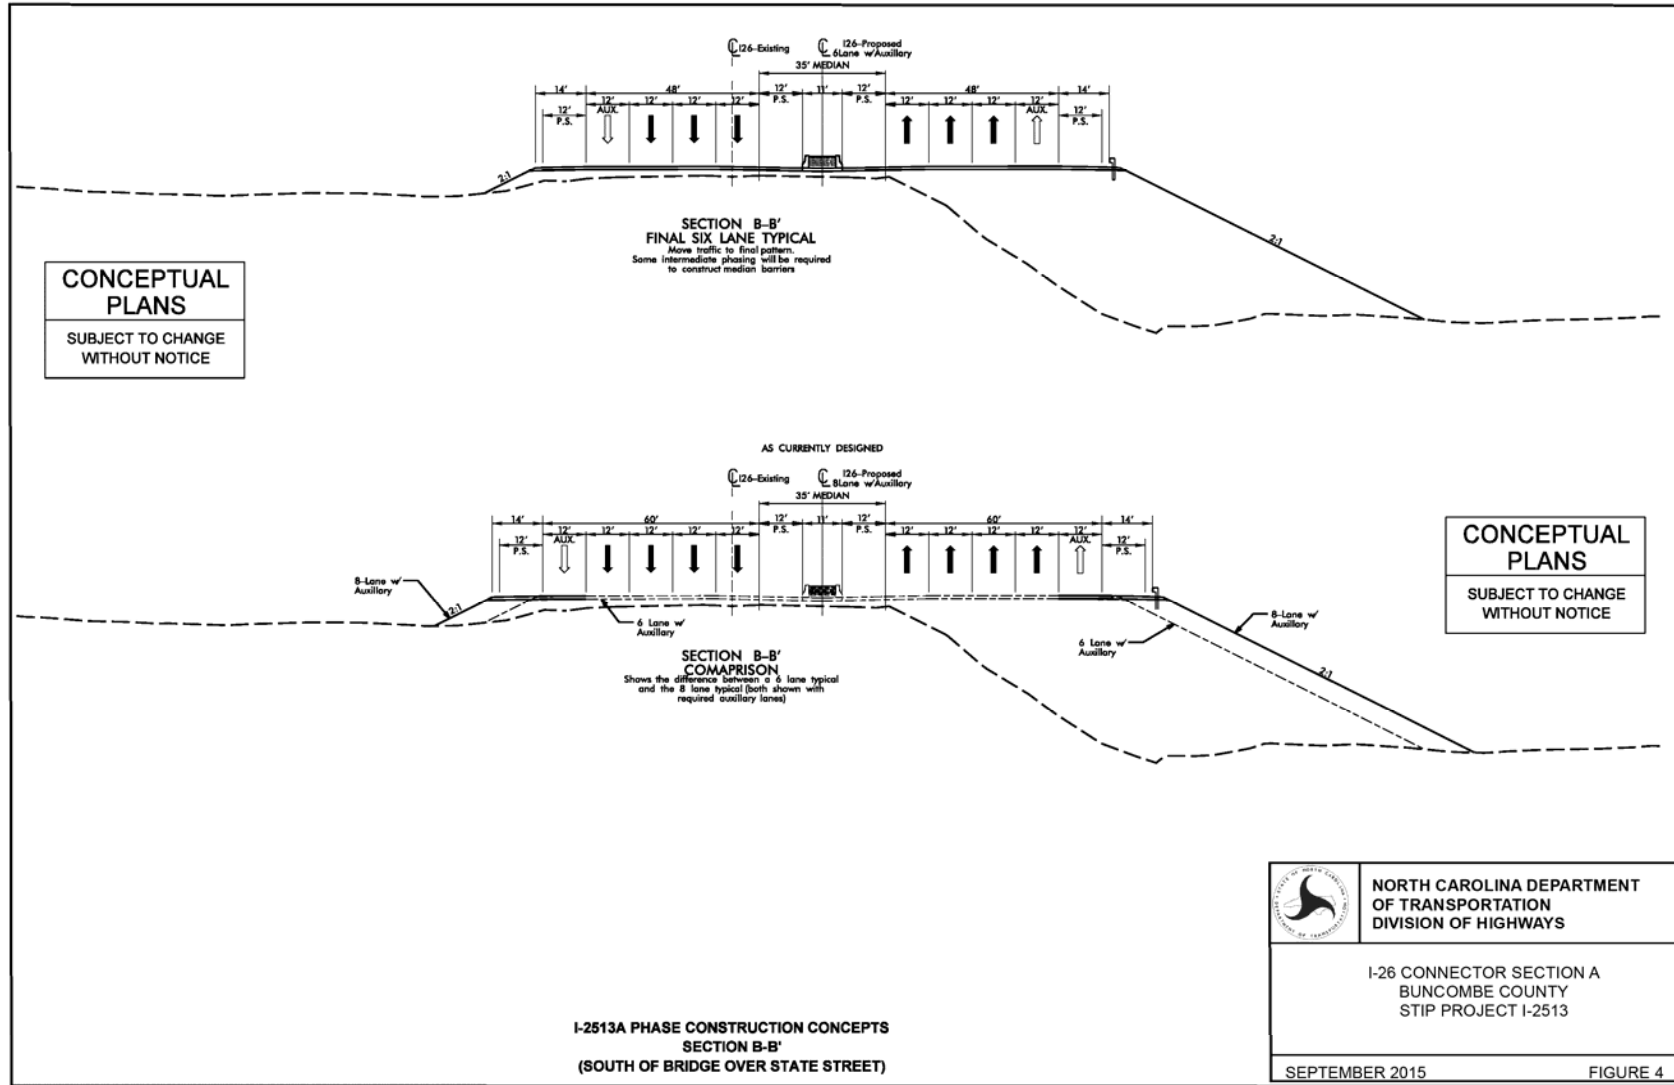 I26-Existing
I26-Proposed
6Lane w/Auxillary
35' MEDIAN
14' 48' 12' 11' 12' 48' 14'
P.S. P.S.
12' 12' 12' 12' 12' 12' 12' 12' 12' 12'
P.S. AUX. AUX. P.S.
2:1
2:1
SECTION B-B'
FINAL SIX LANE TYPICAL
Move traffic to final pattern.
Some intermediate phasing will be required
to construct median barriers
CONCEPTUAL
PLANS
SUBJECT TO CHANGE
WITHOUT NOTICE
AS CURRENTLY DESIGNED
I26-Existing
I26-Proposed
8Lane w/Auxillary
35' MEDIAN
14' 60' 12' 11' 12' 60' 14'
P.S. P.S.
12' 12' 12' 12' 12' 12' 12' 12' 12' 12' 12' 12'
P.S. AUX. AUX. P.S.
8-Lane w/
Auxillary
2:1
6 Lane w/
Auxillary
6 Lane w/
Auxillary
8-Lane w/
Auxillary
2:1
SECTION B-B'
COMAPRISON
Shows the difference between a 6 lane typical
and the 8 lane typical (both shown with
required auxillary lanes)
CONCEPTUAL
PLANS
SUBJECT TO CHANGE
WITHOUT NOTICE
NORTH CAROLINA DEPARTMENT
OF TRANSPORTATION
DIVISION OF HIGHWAYS
I-26 CONNECTOR SECTION A
BUNCOMBE COUNTY
STIP PROJECT I-2513
SEPTEMBER 2015 FIGURE 4
I-2513A PHASE CONSTRUCTION CONCEPTS
SECTION B-B'
(SOUTH OF BRIDGE OVER STATE STREET)